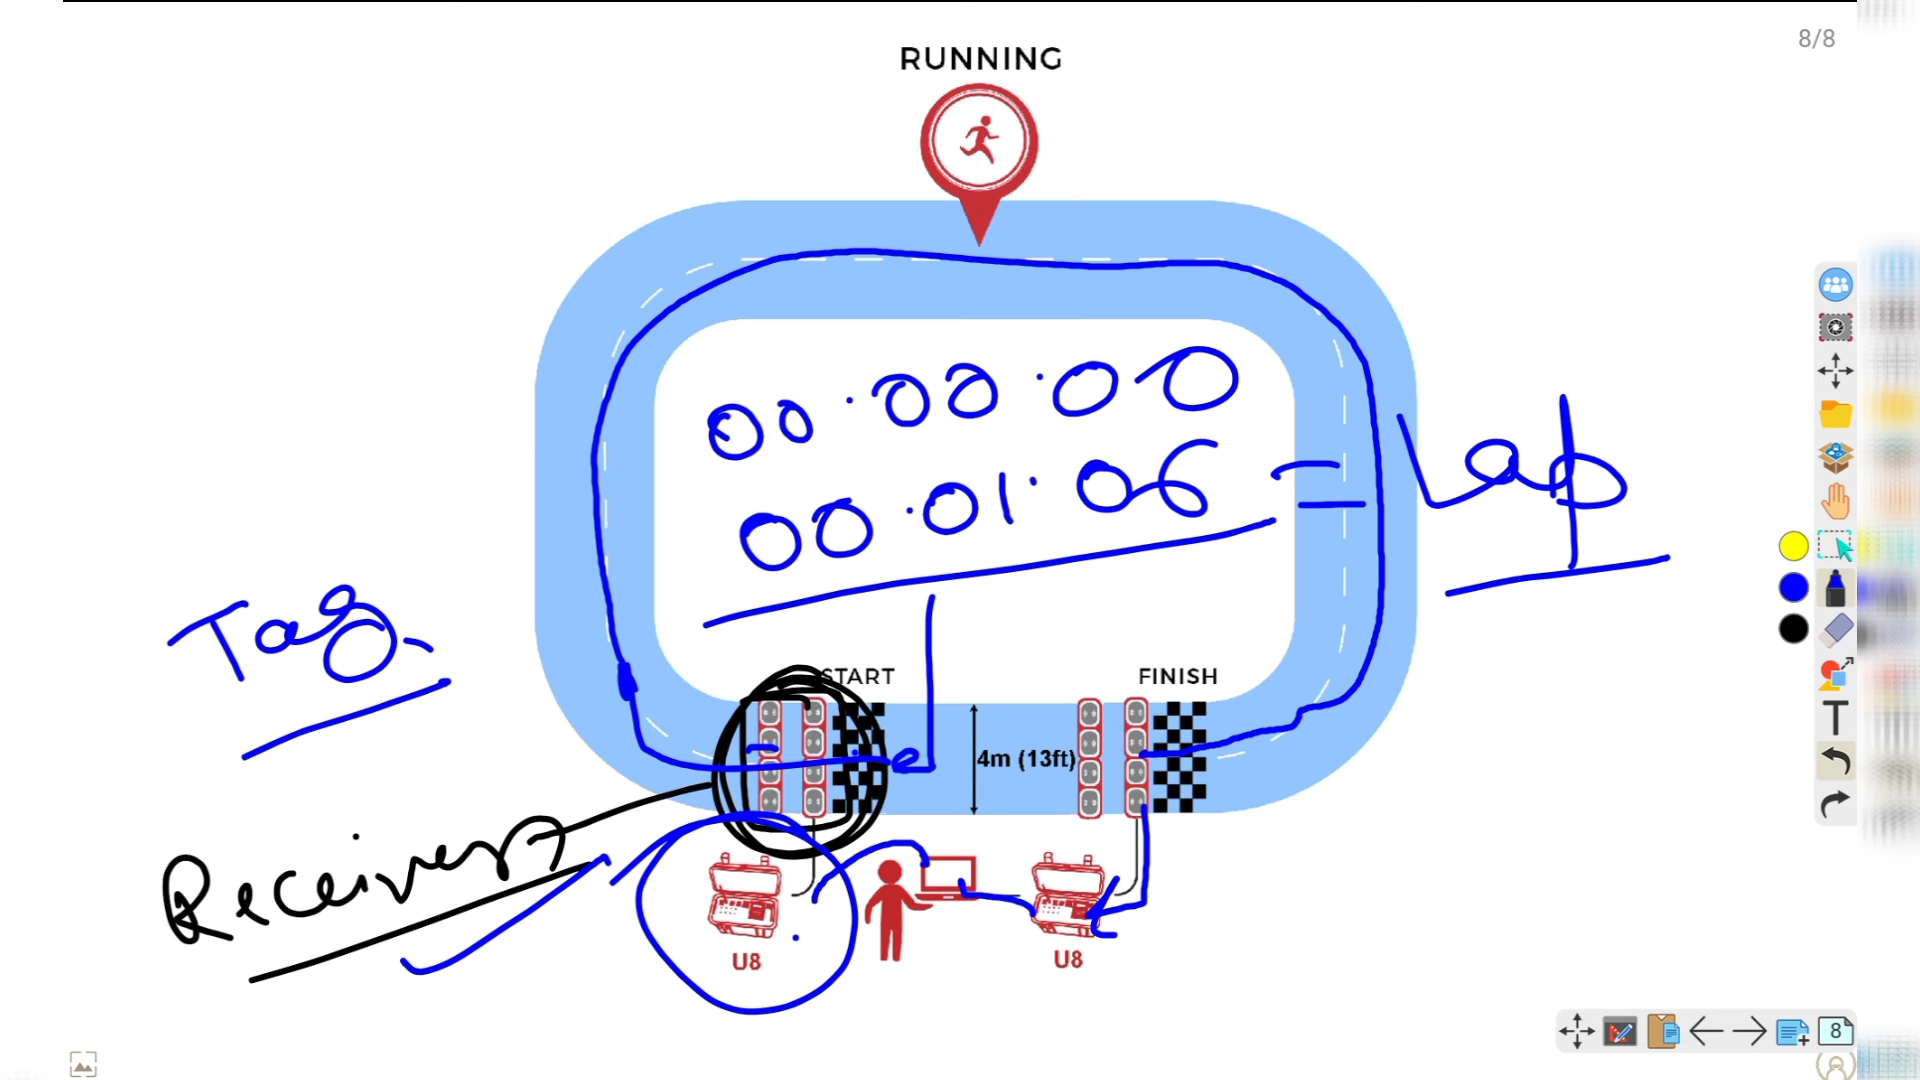 8/8
RUNNING
00.00.00
00.01.06 = Lap
Tag
START
FINISH
4m (13ft)
Receiver
U8
U8
T
8